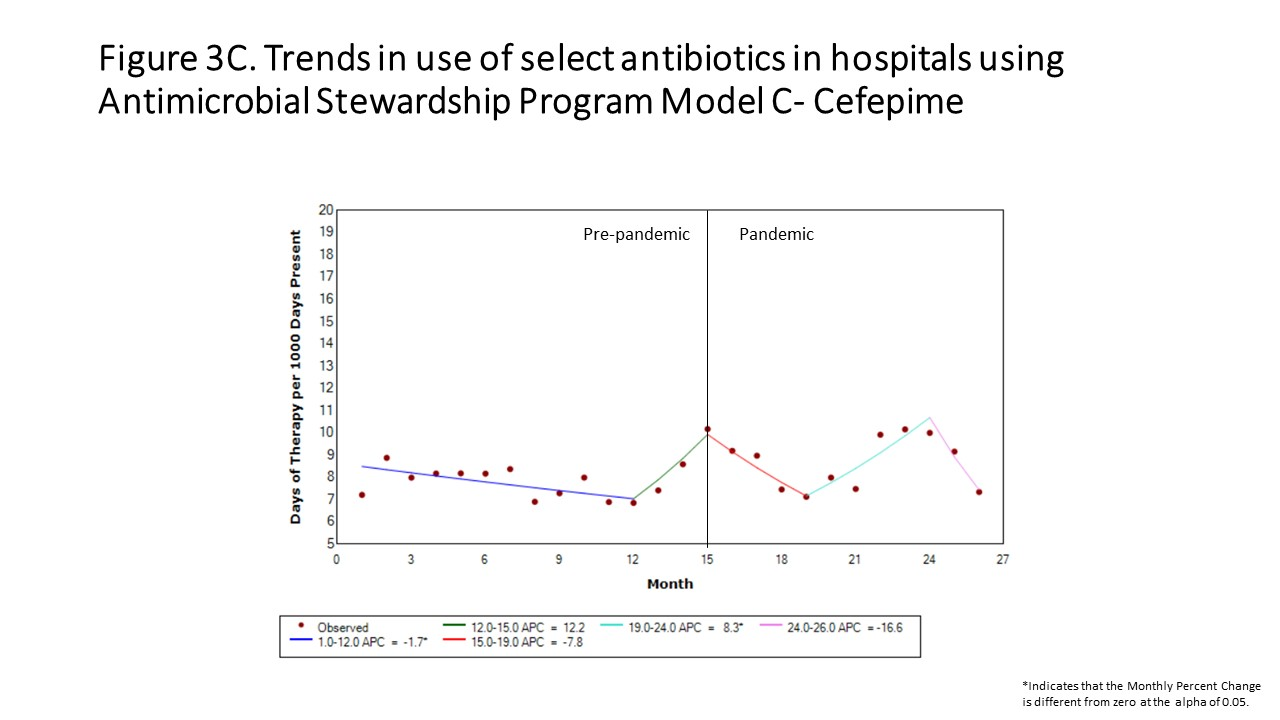 Figure 3C. Trends in use of select antibiotics in hospitals using
Antimicrobial Stewardship Program Model C- Cefepime
Pre-pandemic
Pandemic
Days of Therapy per 1000 Days Present
20
19
18
17
16
15
14
13
12
11
10
9
8
7
6
5
0 3 6 9 12 15 18 21 24 27
Month
Observed 12.0-15.0 APC = 12.2 19.0-24.0 APC = 8.3* 24.0-26.0 APC = -16.6
1.0-12.0 APC = -1.7* 15.0-19.0 APC = -7.8
*Indicates that the Monthly Percent Change
is different from zero at the alpha of 0.05.